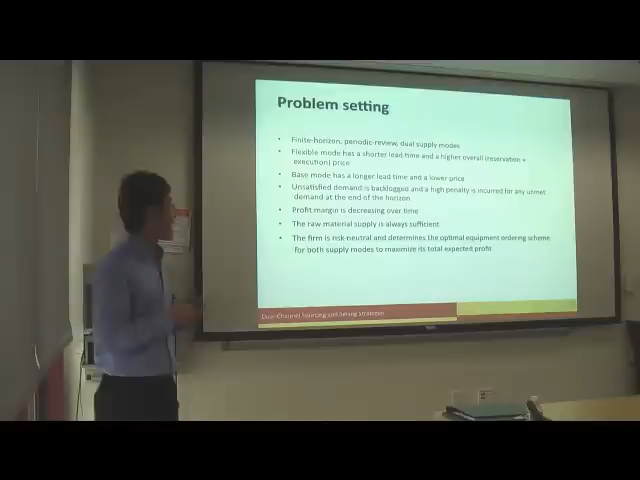 Problem setting
• Finite-horizon, periodic-review, dual supply modes
• Flexible mode has a shorter lead time and a higher overall (reservation +
execution) price
• Base mode has a longer lead time and a lower price
• Unsatisfied demand is backlogged and a high penalty is incurred for any unmet
demand at the end of the horizon
• Profit margin is decreasing over time
• The raw material supply is always sufficient
• The firm is risk-neutral and determines the optimal equipment ordering scheme
for both supply modes to maximize its total expected profit
Dual-Channel Sourcing and Selling Strategies